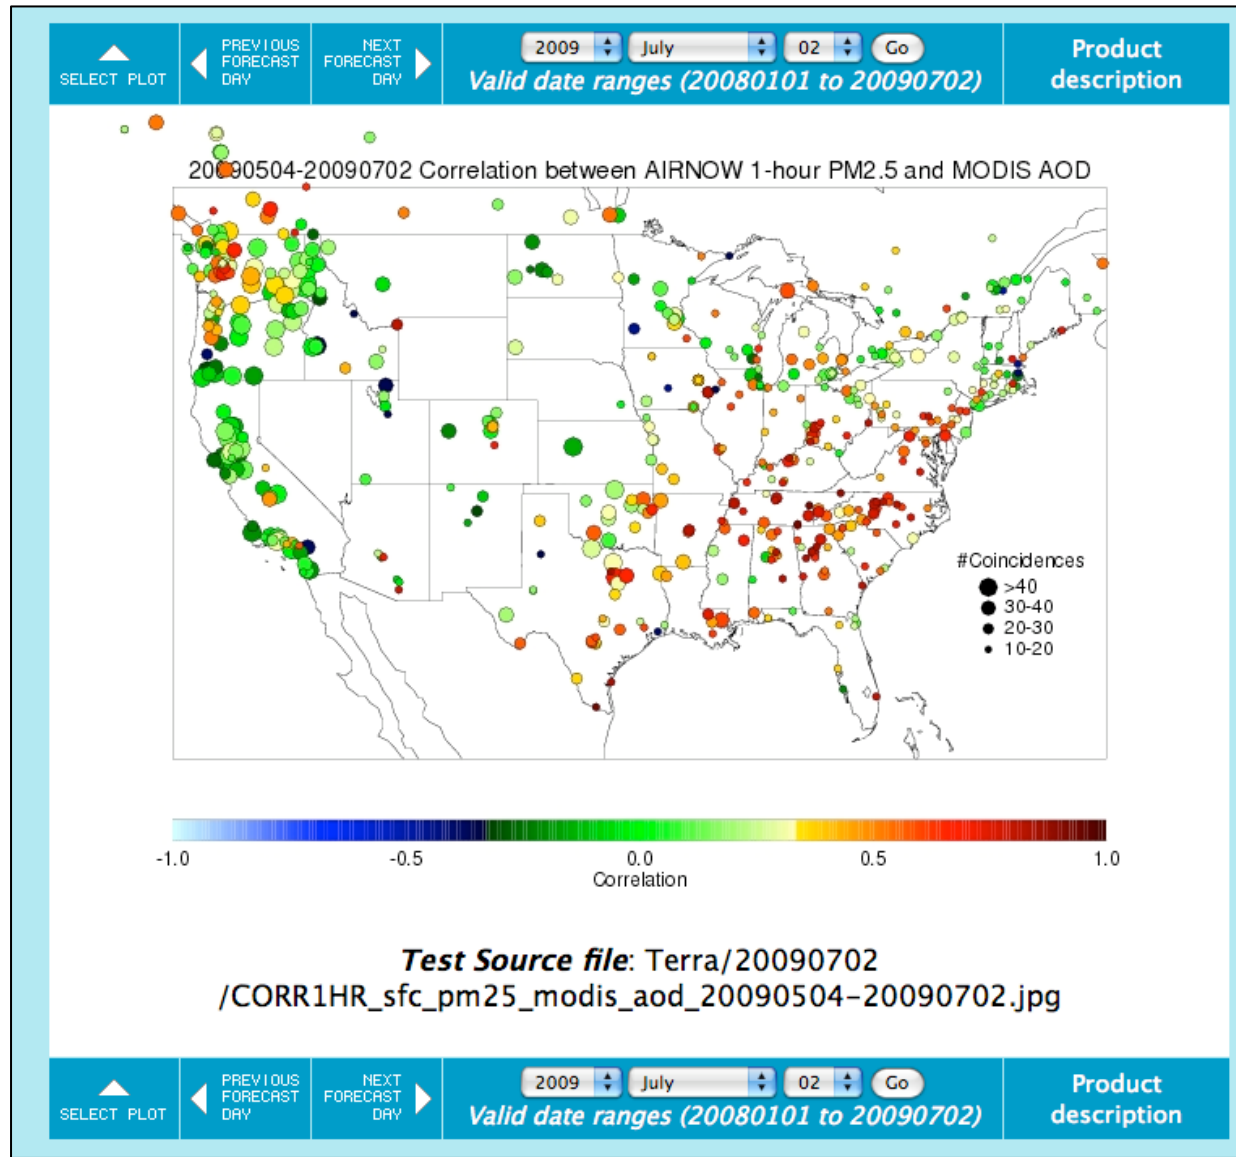 SELECT PLOT
PREVIOUS
FORECAST
DAY
NEXT
FORECAST
DAY
2009 July 02 Go
Valid date ranges (20080101 to 20090702)
Product
description
20090504-20090702 Correlation between AIRNOW 1-hour PM2.5 and MODIS AOD
#Coincidences
>40
30-40
20-30
10-20
-1.0 -0.5 0.0 0.5 1.0
Correlation
Test Source file: Terra/20090702
/CORR1HR_sfc_pm25_modis_aod_20090504-20090702.jpg
SELECT PLOT
PREVIOUS
FORECAST
DAY
NEXT
FORECAST
DAY
2009 July 02 Go
Valid date ranges (20080101 to 20090702)
Product
description